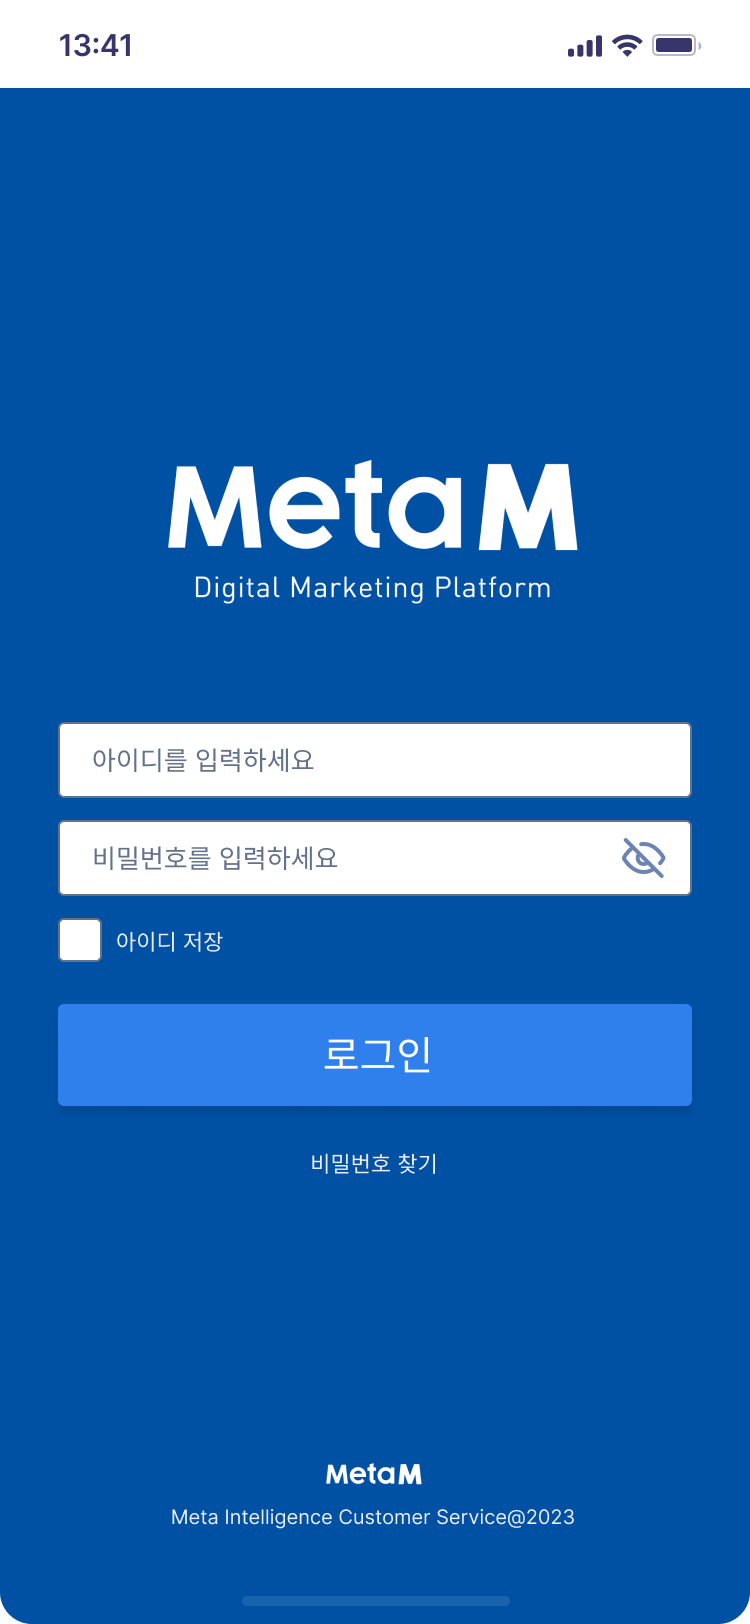 13:41
MetaM
Digital Marketing Platform
아이디를 입력하세요
비밀번호를 입력하세요
아이디 저장
로그인
비밀번호 찾기
MetaM
Meta Intelligence Customer Service@2023